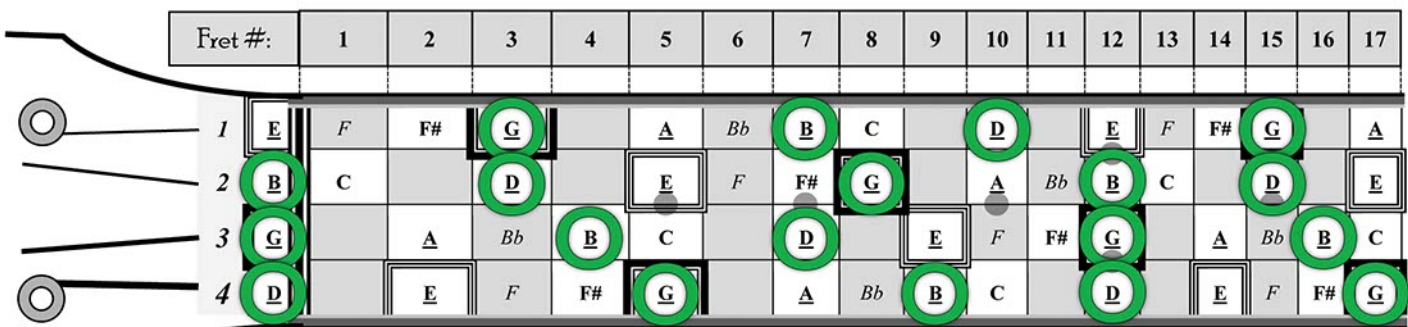 Fret #: 1 2 3 4 5 6 7 8 9 10 11 12 13 14 15 16 17
1 E F F# G A Bb B C D E F F# G A
2 B C D E F F# G A Bb B C D E
3 G A Bb B C D E F F# G A Bb B C
4 D E F F# G A Bb B C D E F F# G